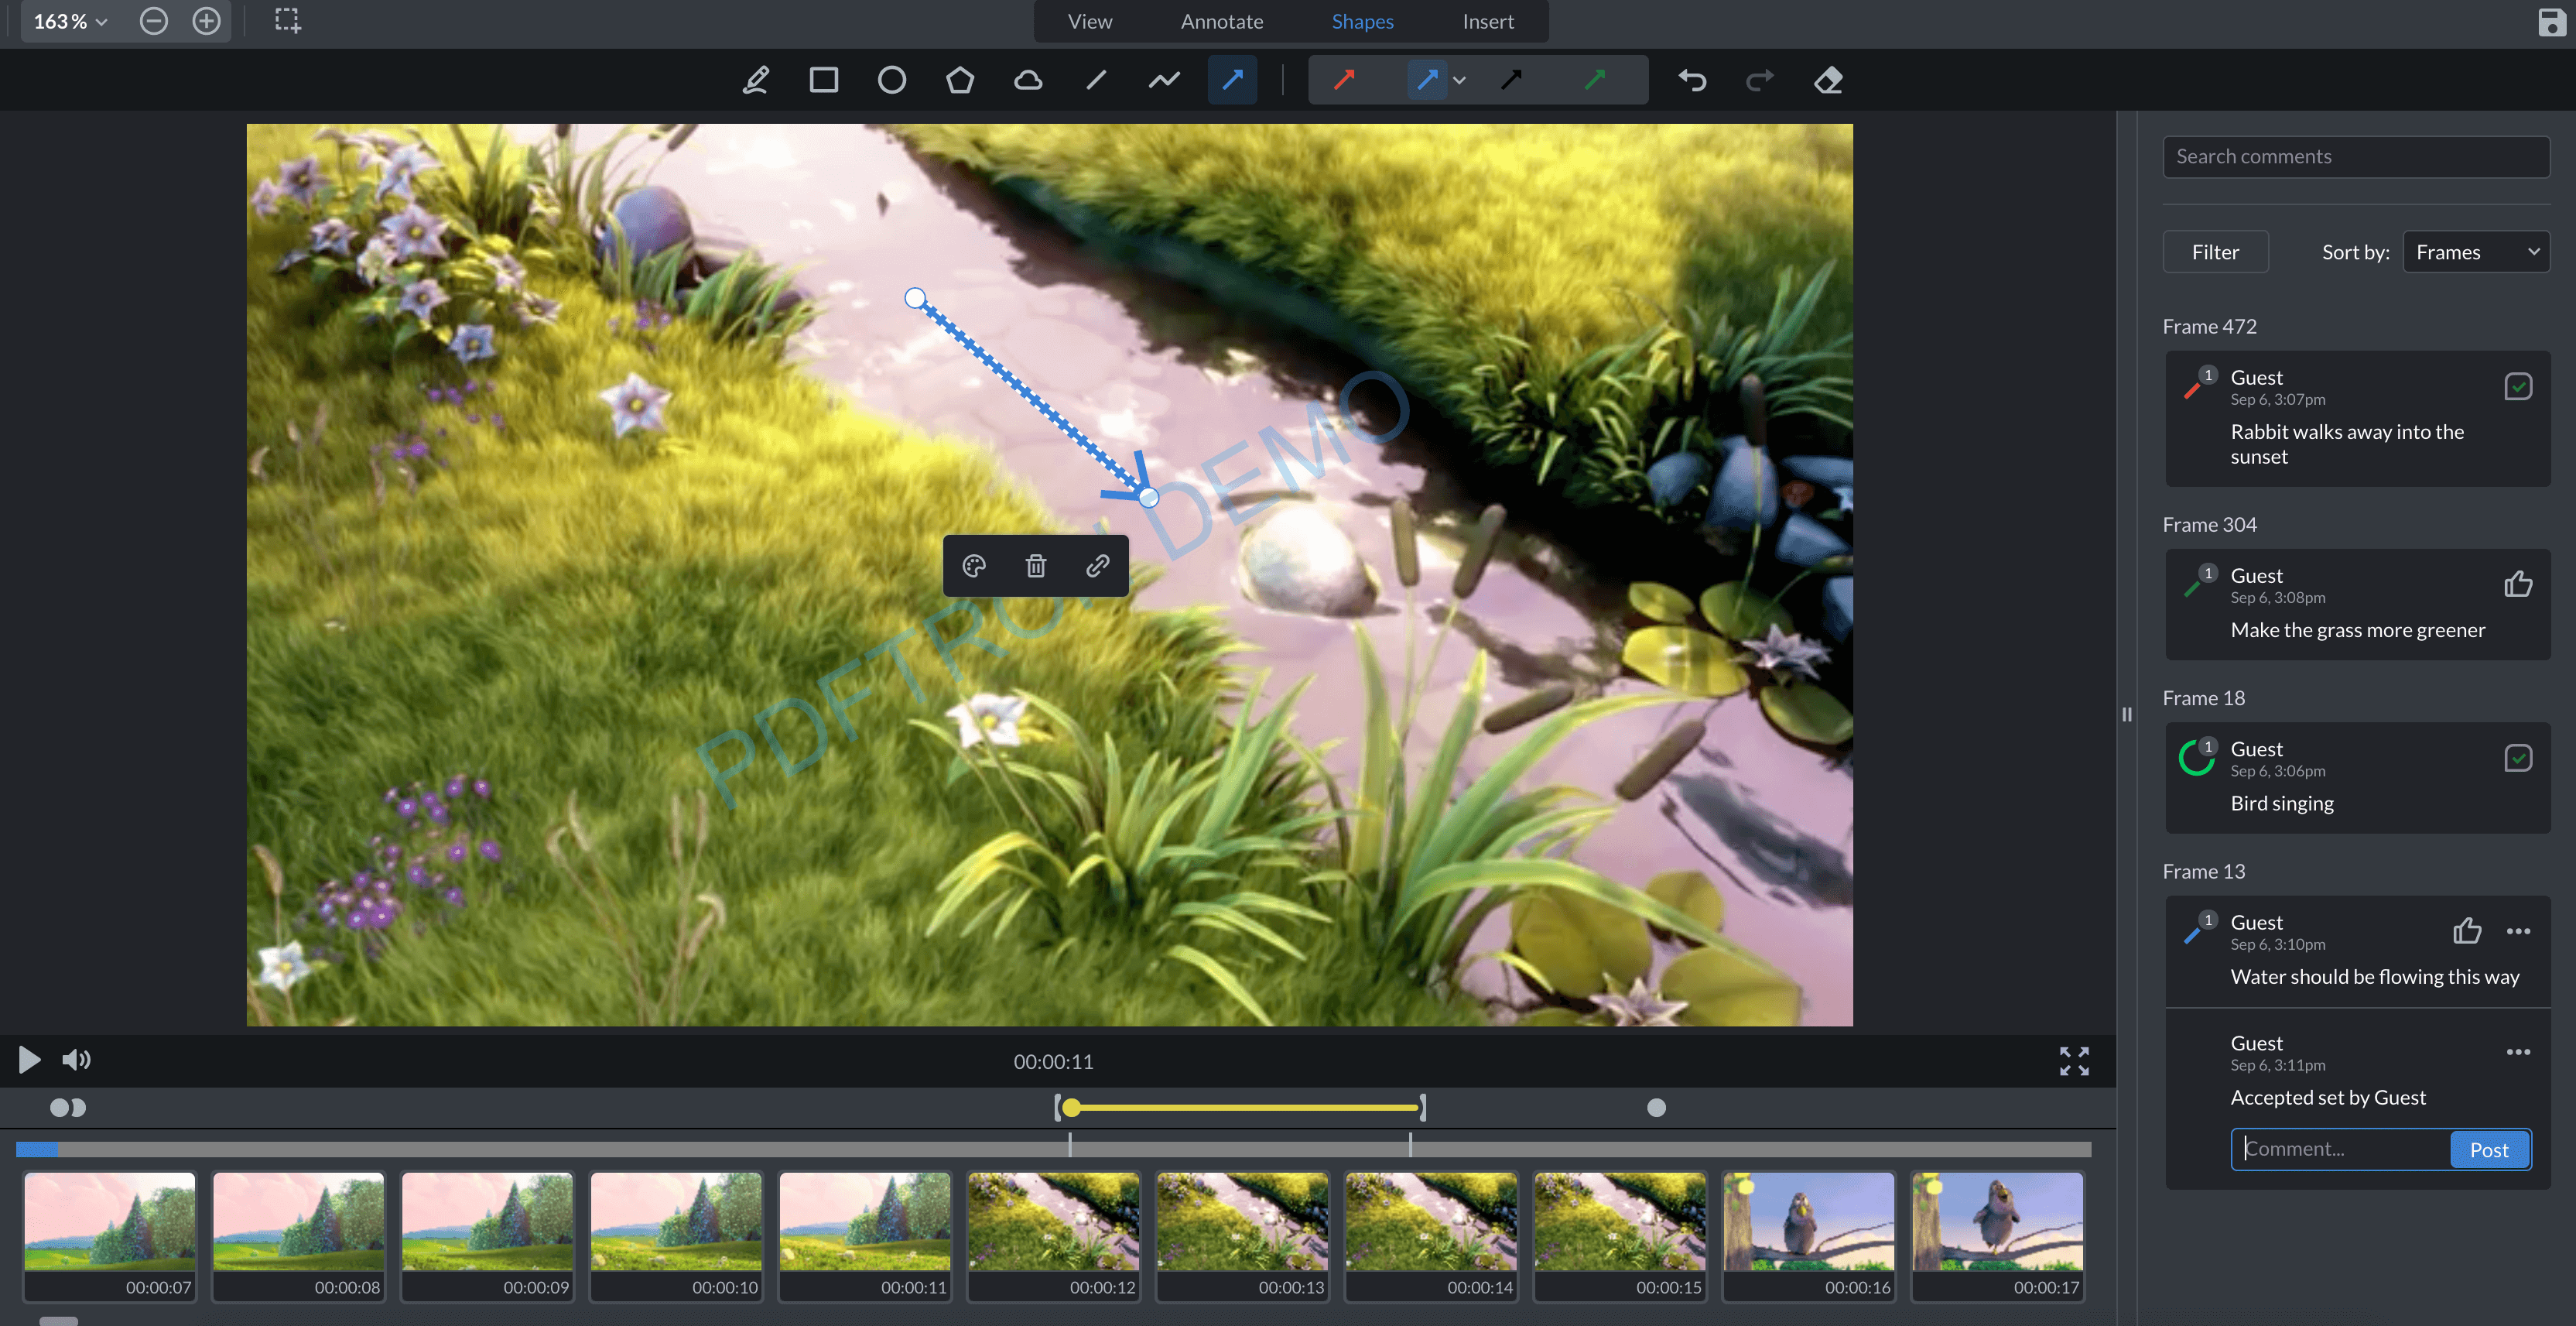 163%
View
Annotate
Shapes
Insert
Search comments
Filter
Sort by:
Frames
Frame 472
1
Guest
Sep 6, 3:07pm
Rabbit walks away into the
sunset
Frame 304
1
Guest
Sep 6, 3:08pm
Make the grass more greener
Frame 18
1
Guest
Sep 6, 3:06pm
Bird singing
Frame 13
1
Guest
Sep 6, 3:10pm
Water should be flowing this way
Guest
Sep 6, 3:11pm
Accepted set by Guest
Comment...
Post
PDFTRON DEMO
00:00:11
00:00:07
00:00:08
00:00:09
00:00:10
00:00:11
00:00:12
00:00:13
00:00:14
00:00:15
00:00:16
00:00:17